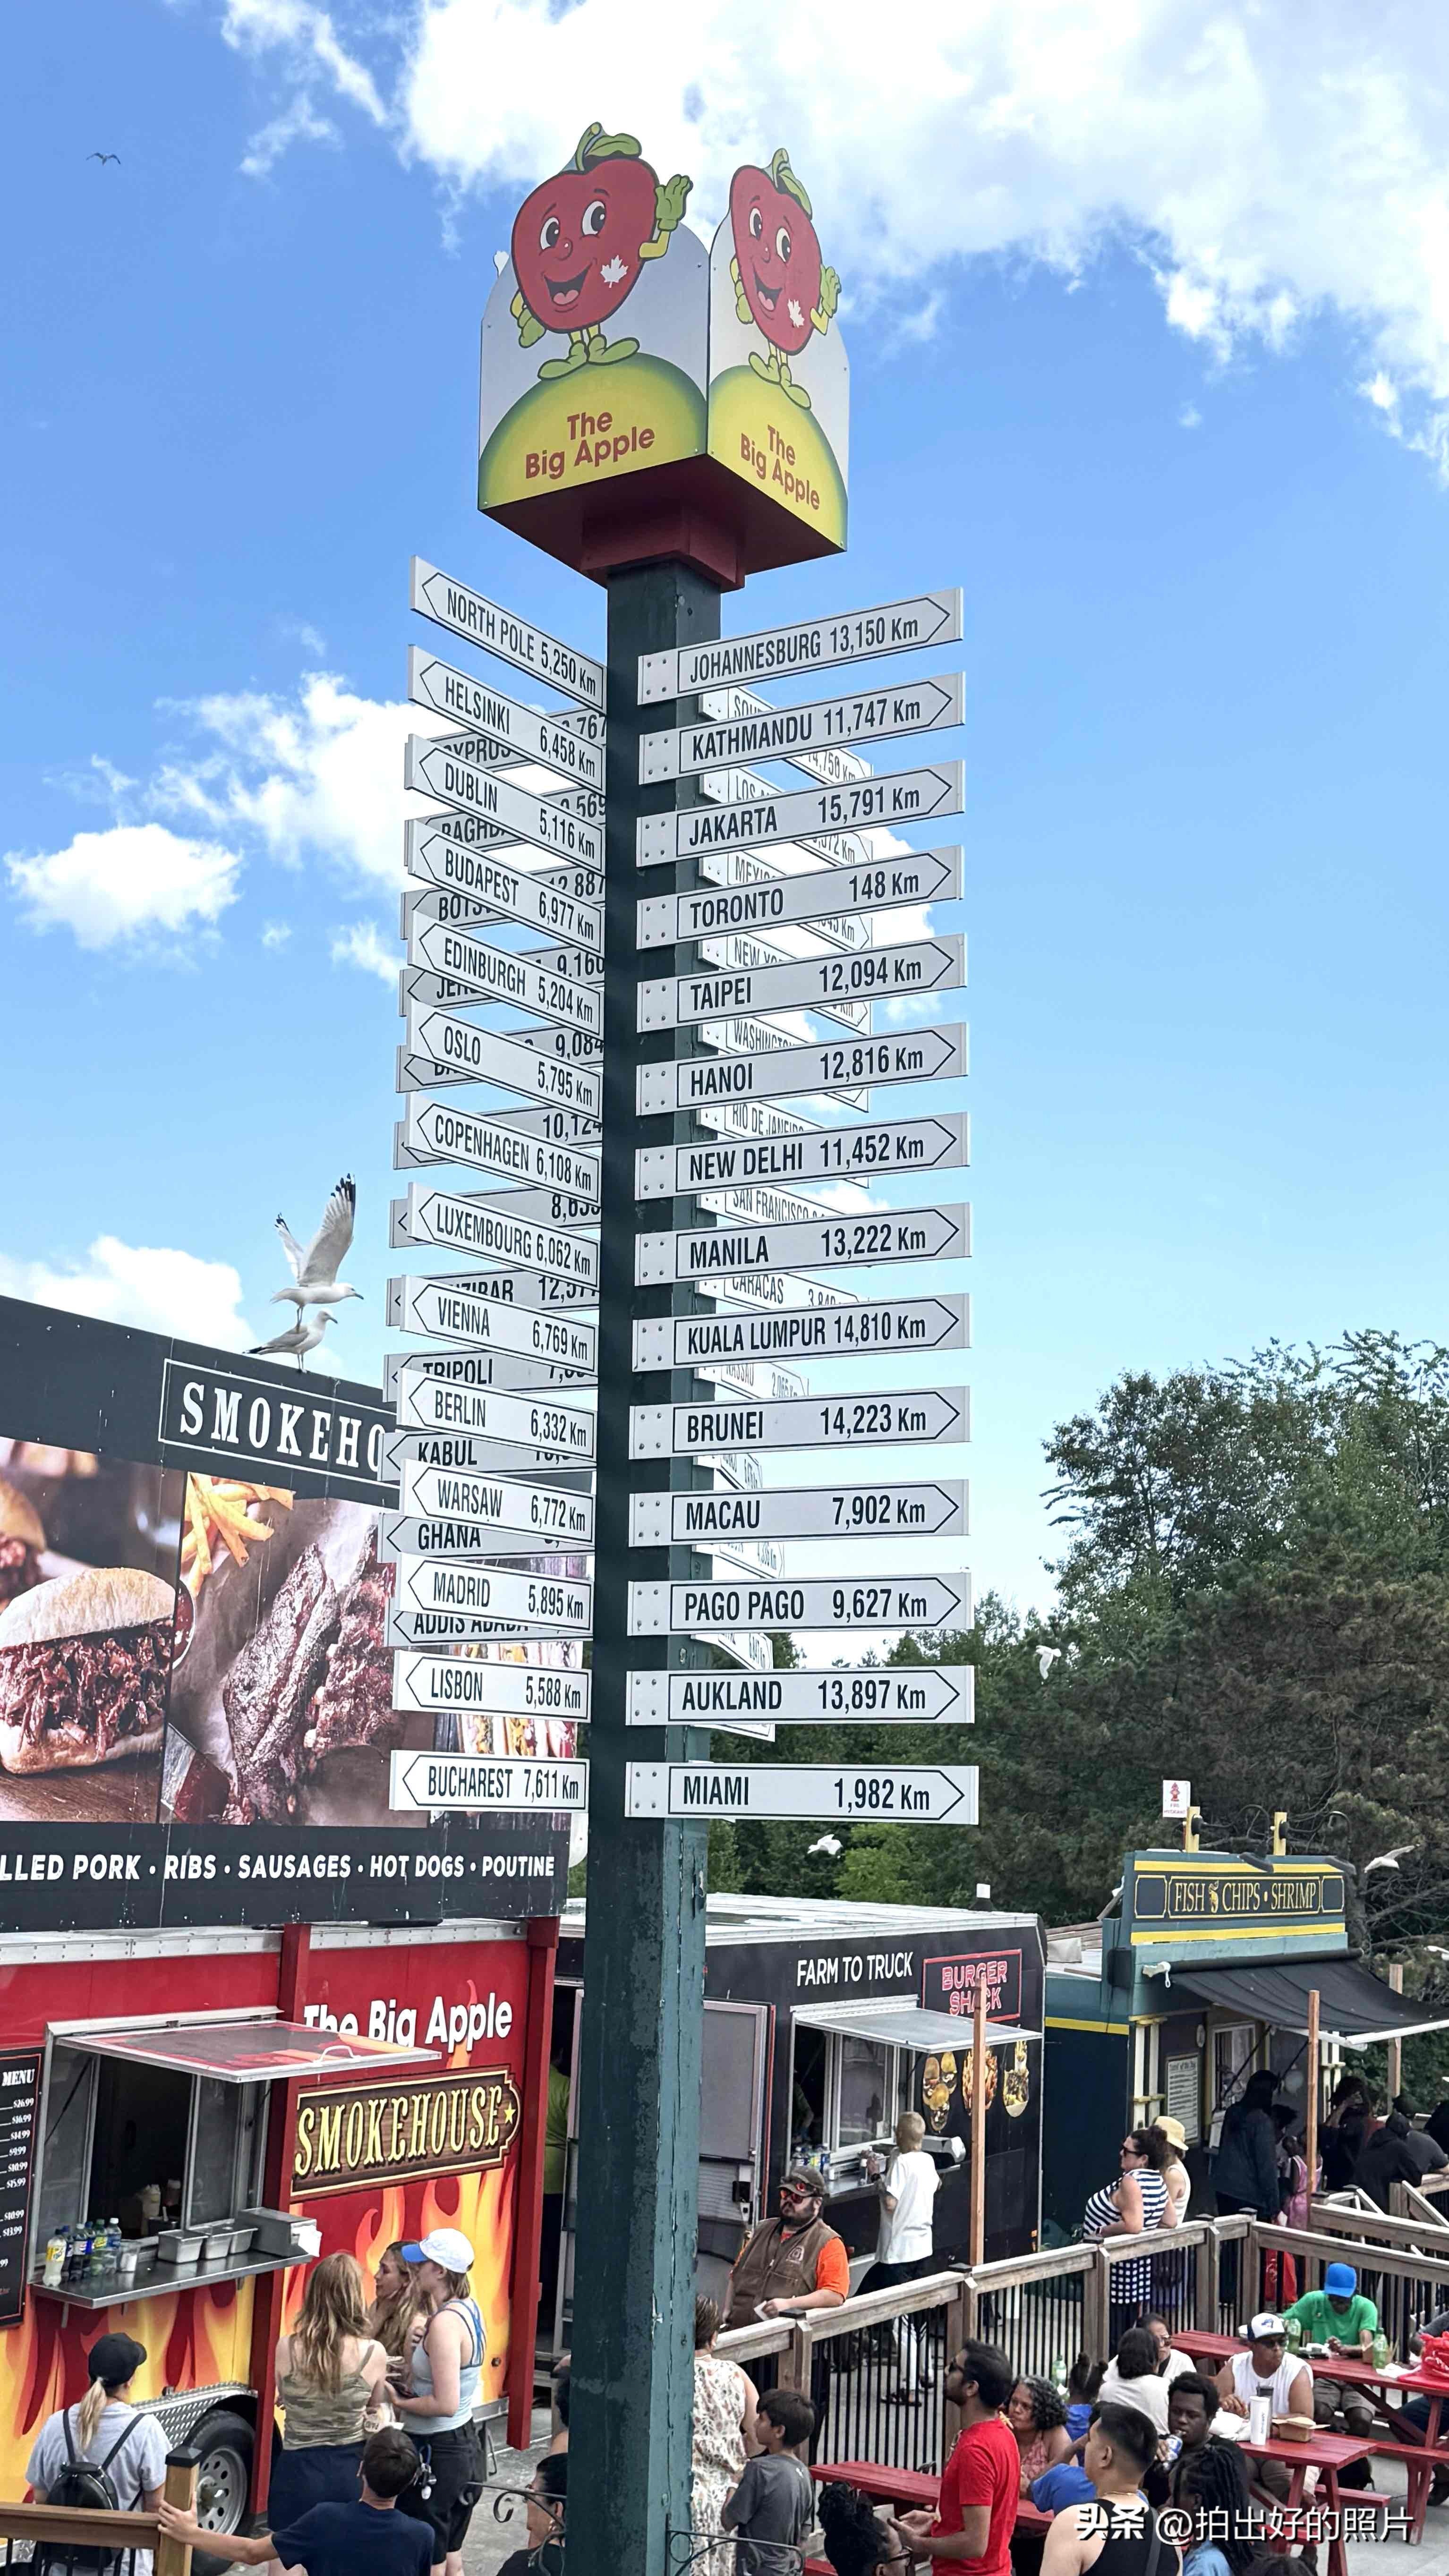 The
Big Apple
The
Big Apple
NORTH POLE 5,250 Km
HELSINKI 6,458 Km
DUBLIN 5,116 Km
BUDAPEST 6,977 Km
EDINBURGH 5,204 Km
OSLO 5,795 Km
COPENHAGEN 6,108 Km
LUXEMBOURG 6,062 Km
VIENNA 6,769 Km
BERLIN 6,332 Km
WARSAW 6,772 Km
MADRID 5,895 Km
LISBON 5,588 Km
BUCHAREST 7,611 Km
TRIPOLI
KABUL
GHANA
JOHANNESBURG 13,150 Km
KATHMANDU 11,747 Km
JAKARTA 15,791 Km
TORONTO 148 Km
TAIPEI 12,094 Km
HANOI 12,816 Km
NEW DELHI 11,452 Km
MANILA 13,222 Km
KUALA LUMPUR 14,810 Km
BRUNEI 14,223 Km
MACAU 7,902 Km
PAGO PAGO 9,627 Km
AUKLAND 13,897 Km
MIAMI 1,982 Km
RIO DE JANEIRO
SAN FRANCISCO
CARACAS
SMOKEHO
LLED PORK · RIBS · SAUSAGES · HOT DOGS · POUTINE
The Big Apple
SMOKEHOUSE
MENU
FARM TO TRUCK
BURGER
SHACK
FISH CHIPS · SHRIMP
头条 @拍出好的照片